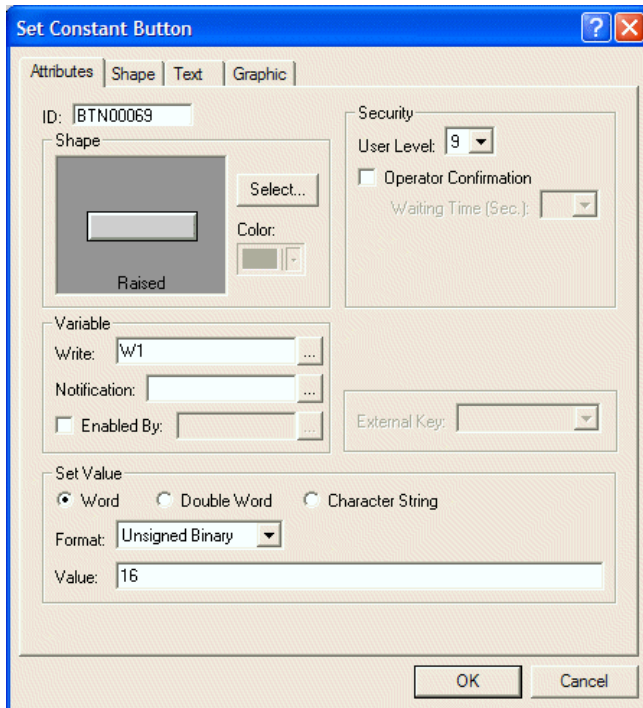 Set Constant Button
Attributes Shape Text Graphic
ID: BTN00069
Shape
Select...
Color:
Raised
Security
User Level: 9
Operator Confirmation
Waiting Time (Sec.):
Variable
Write: W1 ...
Notification: ...
Enabled By: ...
External Key:
Set Value
Word Double Word Character String
Format: Unsigned Binary
Value: 16
OK Cancel